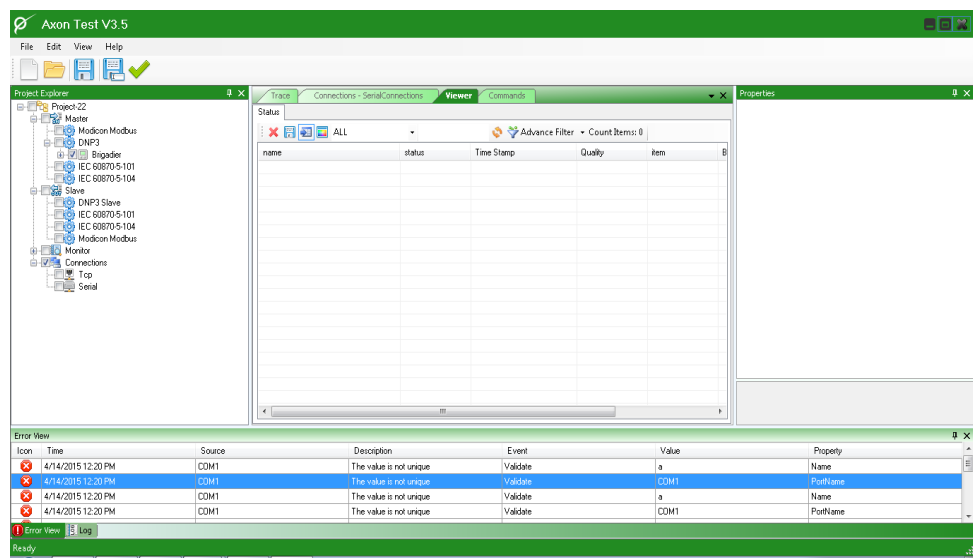 Axon Test V3.5
File Edit View Help
Project Explorer
Project-22
Master
Modicon Modbus
DNP3
Brigadier
IEC 60870-5-101
IEC 60870-5-104
Slave
DNP3 Slave
IEC 60870-5-101
IEC 60870-5-104
Modicon Modbus
Monitor
Connections
Tcp
Serial
Trace Connections - SerialConnections Viewer Commands
Status
ALL Advance Filter Count Items: 0
name status Time Stamp Quality item B
Properties
Error View
Icon Time Source Description Event Value Property
4/14/2015 12:20 PM COM1 The value is not unique Validate a Name
4/14/2015 12:20 PM COM1 The value is not unique Validate COM1 PortName
4/14/2015 12:20 PM COM1 The value is not unique Validate a Name
4/14/2015 12:20 PM COM1 The value is not unique Validate COM1 PortName
Error View Log
Ready